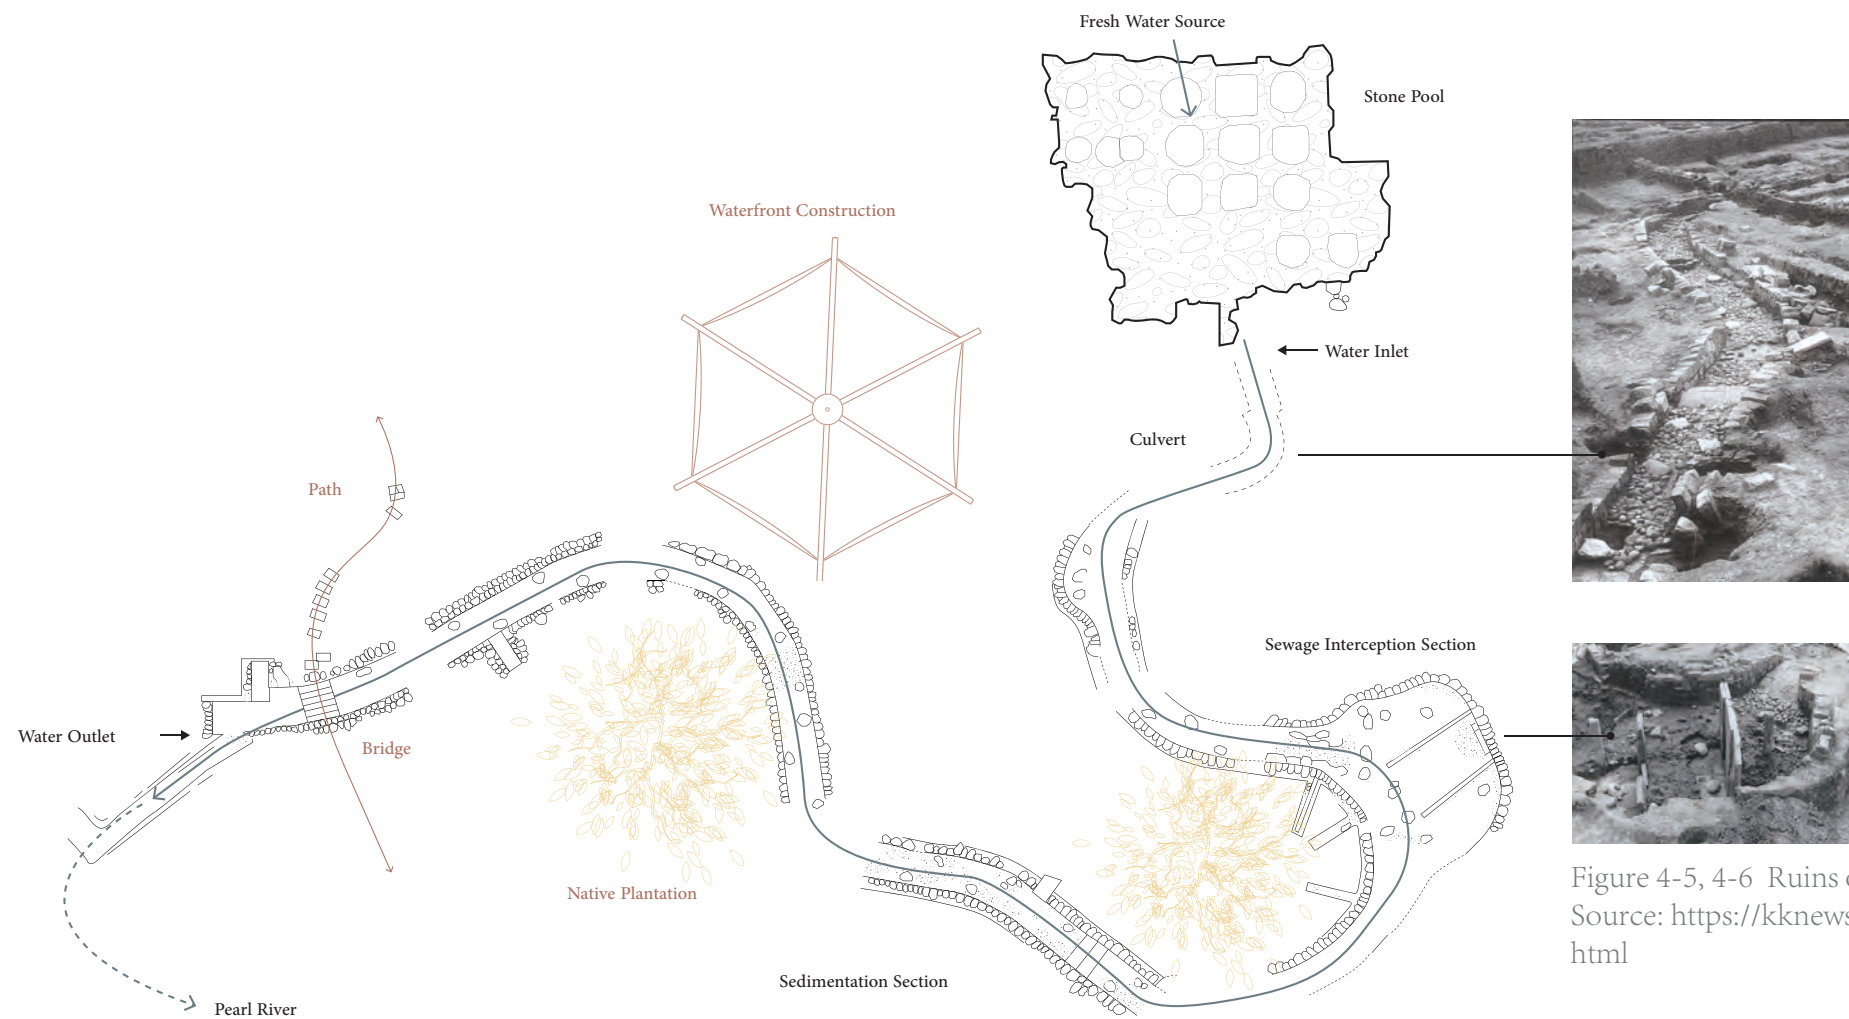 Fresh Water Source
Stone Pool
Waterfront Construction
Water Inlet
Culvert
Path
Sewage Interception Section
Water Outlet
Bridge
Native Plantation
Sedimentation Section
Pearl River
Figure 4-5, 4-6 Ruins
Source: https://kknews
html